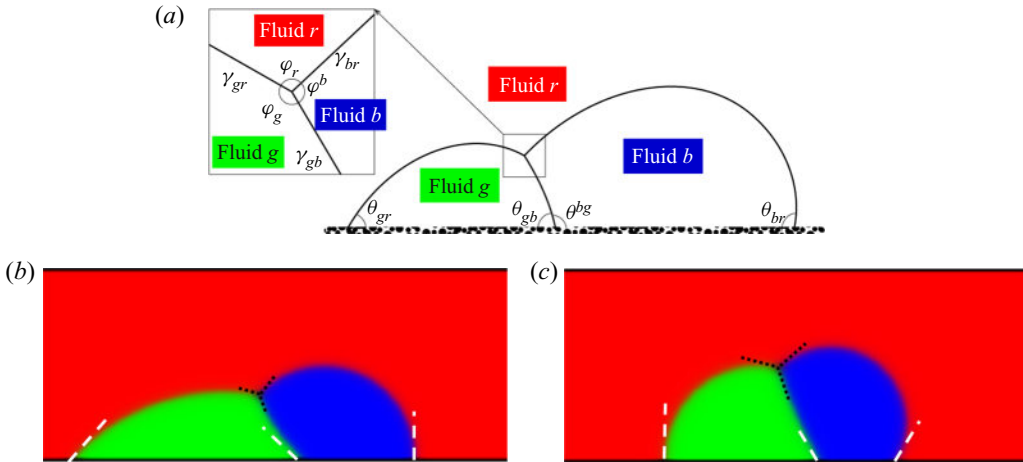 (a)
Fluid r
φr
γbr
γgr
φb
φg
Fluid b
Fluid g
γgb
Fluid r
Fluid b
Fluid g
θgr
θgb
θbg
θbr
(b)
(c)